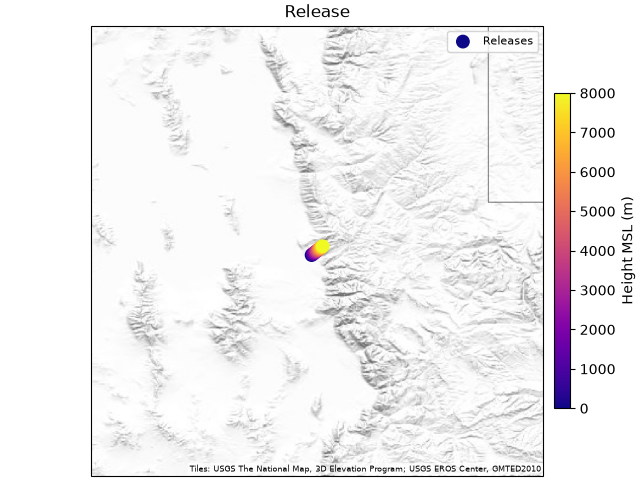 Release
Releases
8000
7000
6000
5000
4000
3000
2000
1000
0
Height MSL (m)
Tiles: USGS The National Map, 3D Elevation Program; USGS EROS Center, GMTED2010